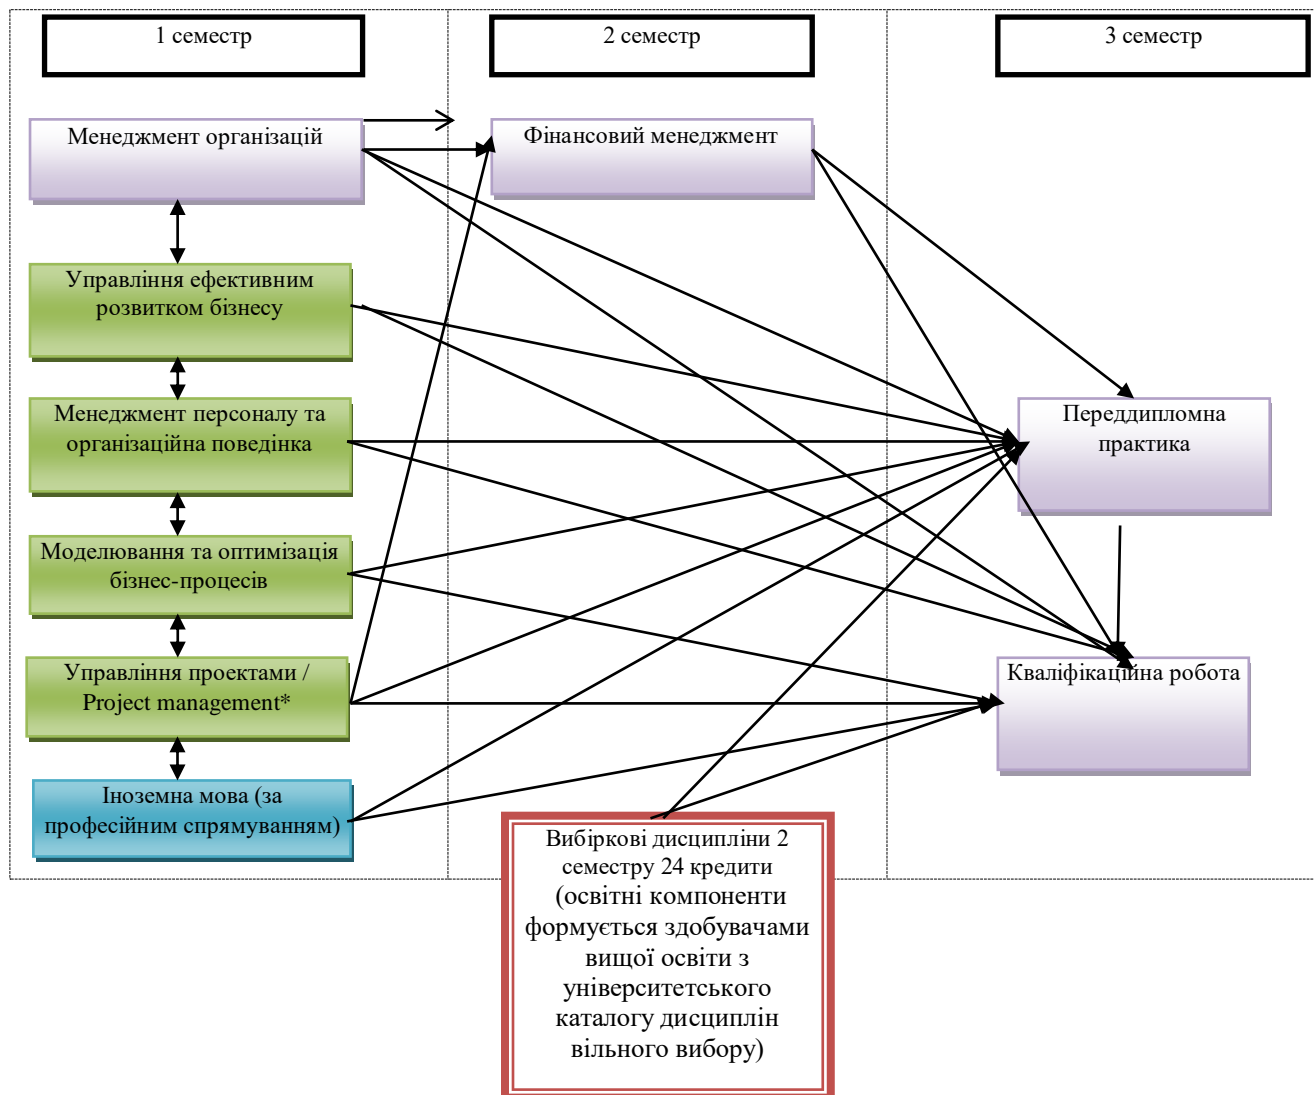 1 семестр
2 семестр
3 семестр
Менеджмент організацій
Фінансовий менеджмент
Управління ефективним
розвитком бізнесу
Менеджмент персоналу та
організаційна поведінка
Переддипломна
практика
Моделювання та оптимізація
бізнес-процесів
Управління проектами /
Project management*
Кваліфікаційна робота
Іноземна мова (за
професійним спрямуванням)
Вибіркові дисципліни 2
семестру 24 кредити
(освітні компоненти
формується здобувачами
вищої освіти з
університетського
каталогу дисциплін
вільного вибору)